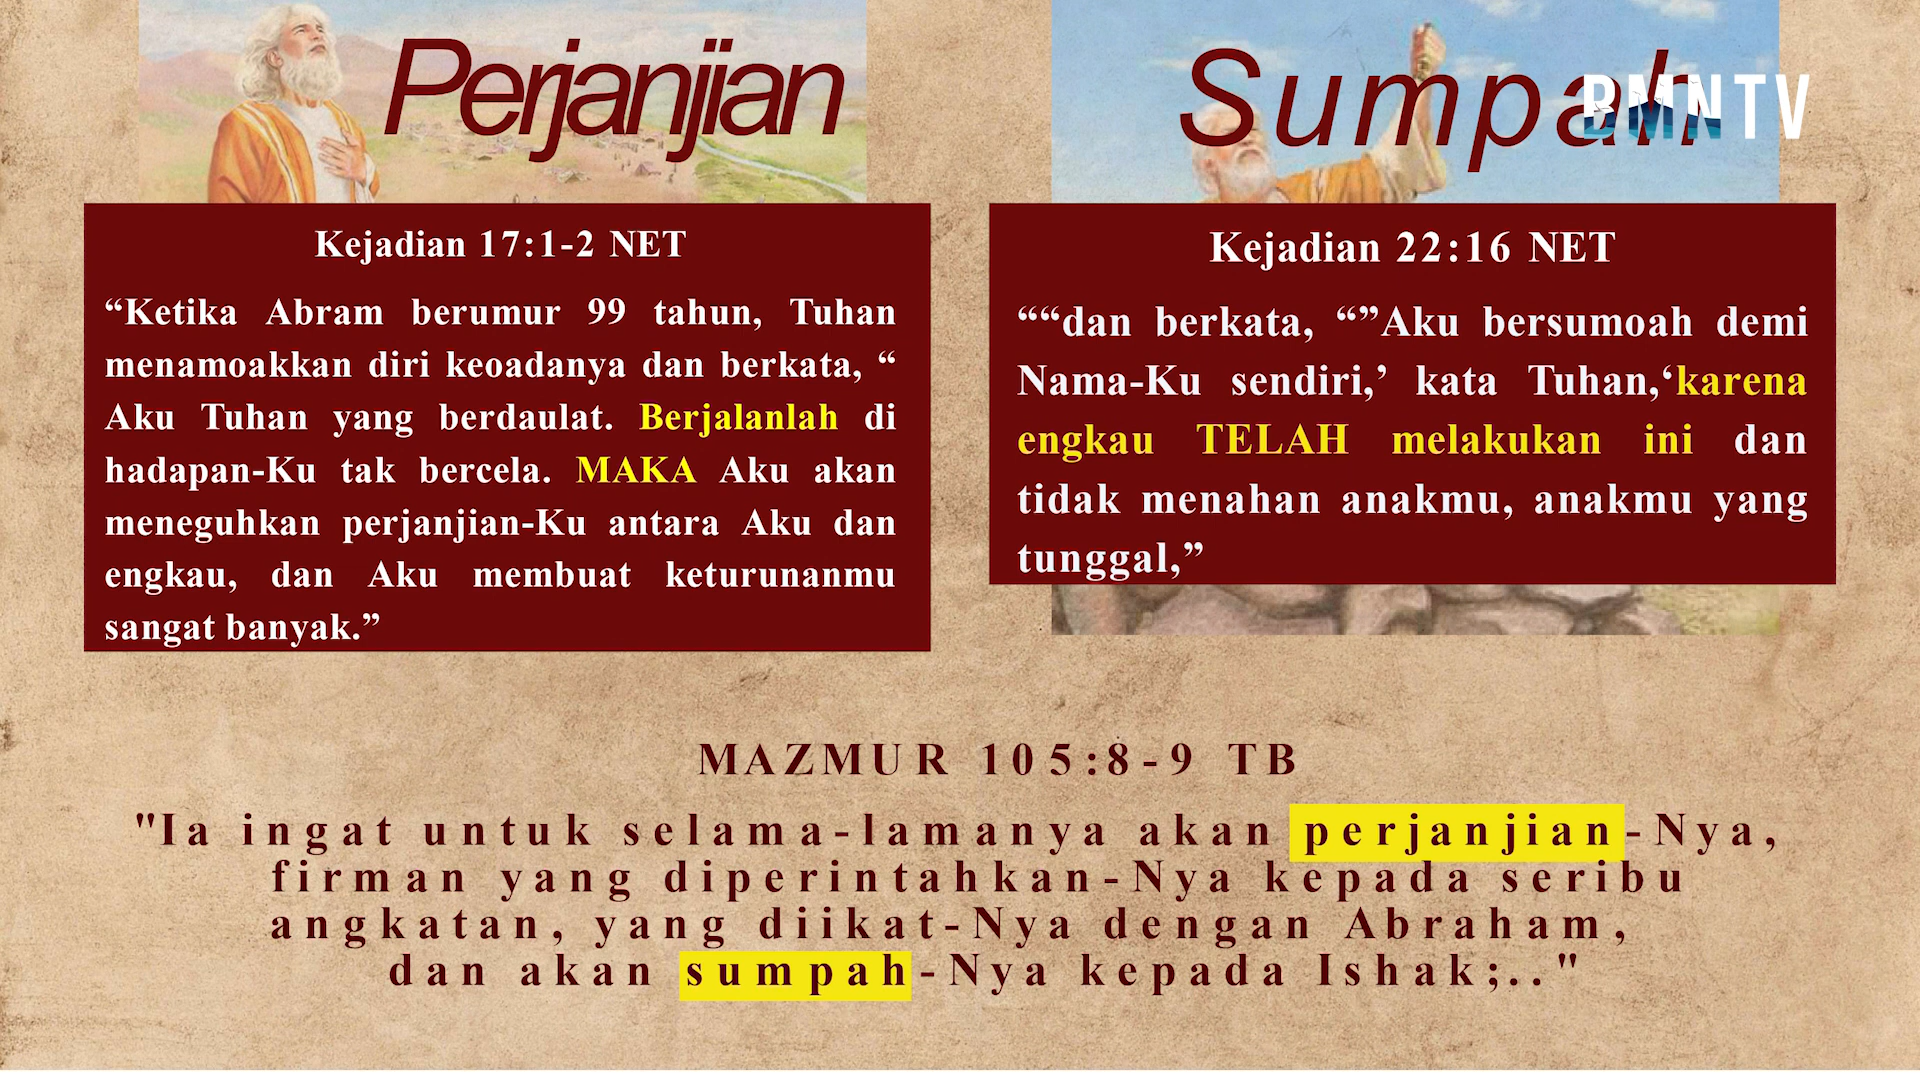 Perjanjian
Kejadian 17:1-2 NET
“Ketika Abram berumur 99 tahun, Tuhan
menamoakkan diri keoadanya dan berkata, “
Aku Tuhan yang berdaulat. Berjalanlah di
hadapan-Ku tak bercela. MAKA Aku akan
meneguhkan perjanjian-Ku antara Aku dan
engkau, dan Aku membuat keturunanmu
sangat banyak.”
Sumpah
BMNTV
Kejadian 22:16 NET
““dan berkata, “”Aku bersumoah demi
Nama-Ku sendiri,’ kata Tuhan,‘karena
engkau TELAH melakukan ini dan
tidak menahan anakmu, anakmu yang
tunggal,”
MAZMUR 105:8-9 TB
"Ia ingat untuk selama-lamanya akan perjanjian-Nya,
firman yang diperintahkan-Nya kepada seribu
angkatan, yang diikat-Nya dengan Abraham,
dan akan sumpah-Nya kepada Ishak;.."